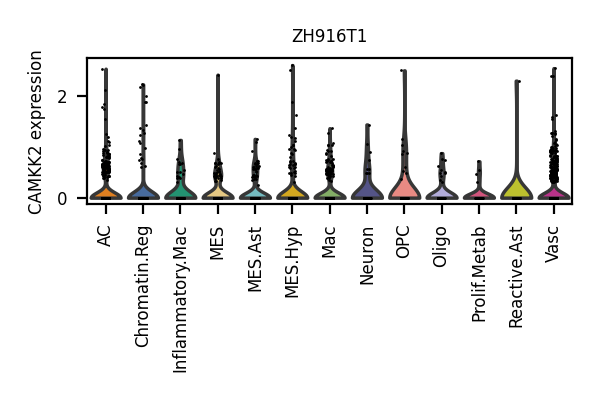 ZH916T1
CAMKK2 expression
2
0
AC
Chromatin.Reg
Inflammatory.Mac
MES
MES.Ast
MES.Hyp
Mac
Neuron
OPC
Oligo
Prolif.Metab
Reactive.Ast
Vasc